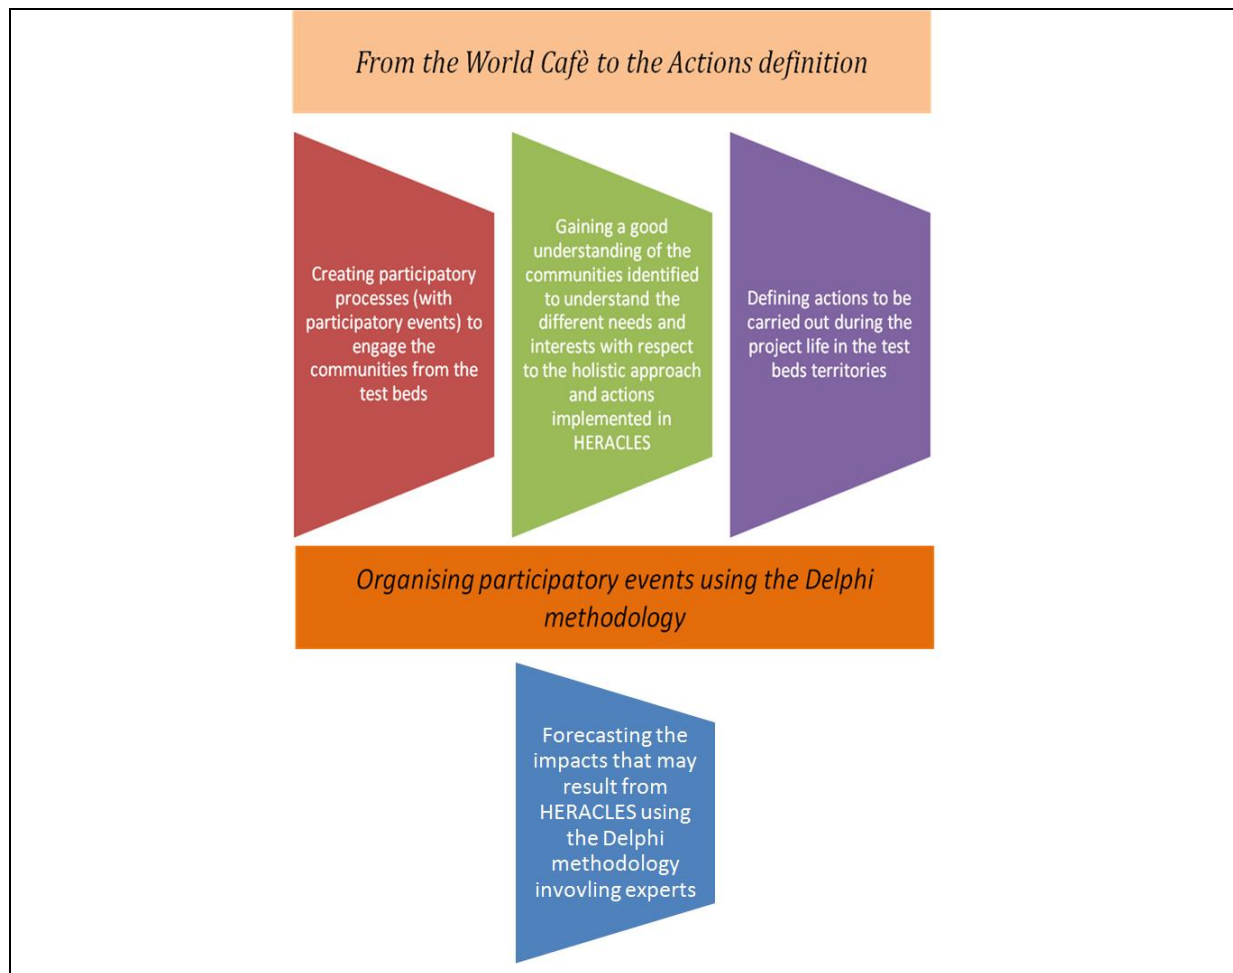 From the World Cafè to the Actions definition
Creating participatory
processes (with
participatory events) to
engage the
communities from the
test beds
Gaining a good
understanding of the
communities identified
to understand the
different needs and
interests with respect
to the holistic approach
and actions
implemented in
HERACLES
Defining actions to be
carried out during the
project life in the test
beds territories
Organising participatory events using the Delphi
methodology
Forecasting the
impacts that may
result from
HERACLES using
the Delphi
methodology
invovling experts